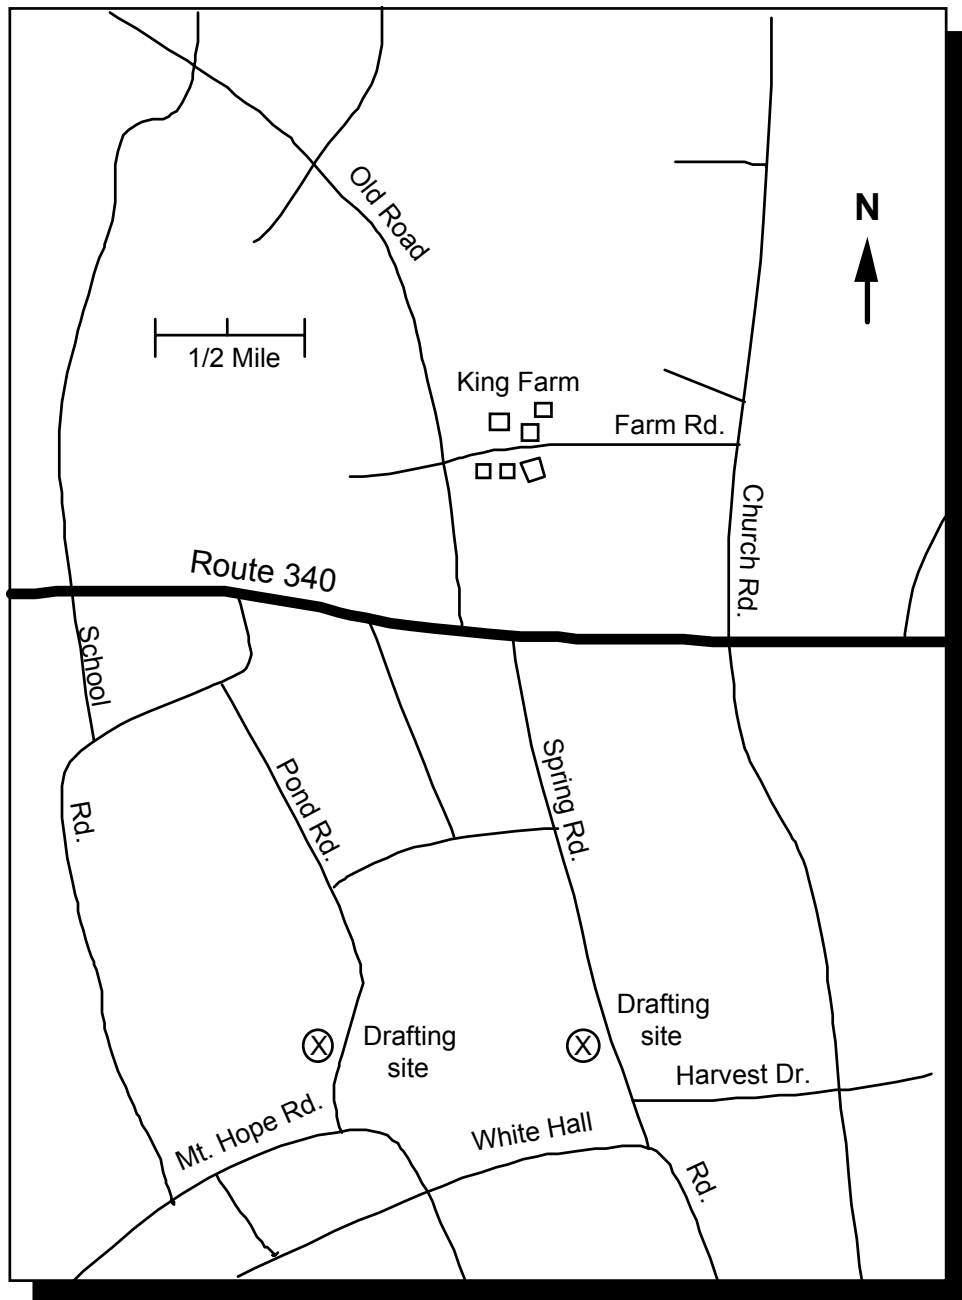 Old Road
N
1/2 Mile
King Farm
Farm Rd.
Church Rd.
Route 340
School
Rd.
Pond Rd.
Spring Rd.
Drafting
site
X
Drafting
site
X
Harvest Dr.
Mt. Hope Rd.
White Hall
Rd.